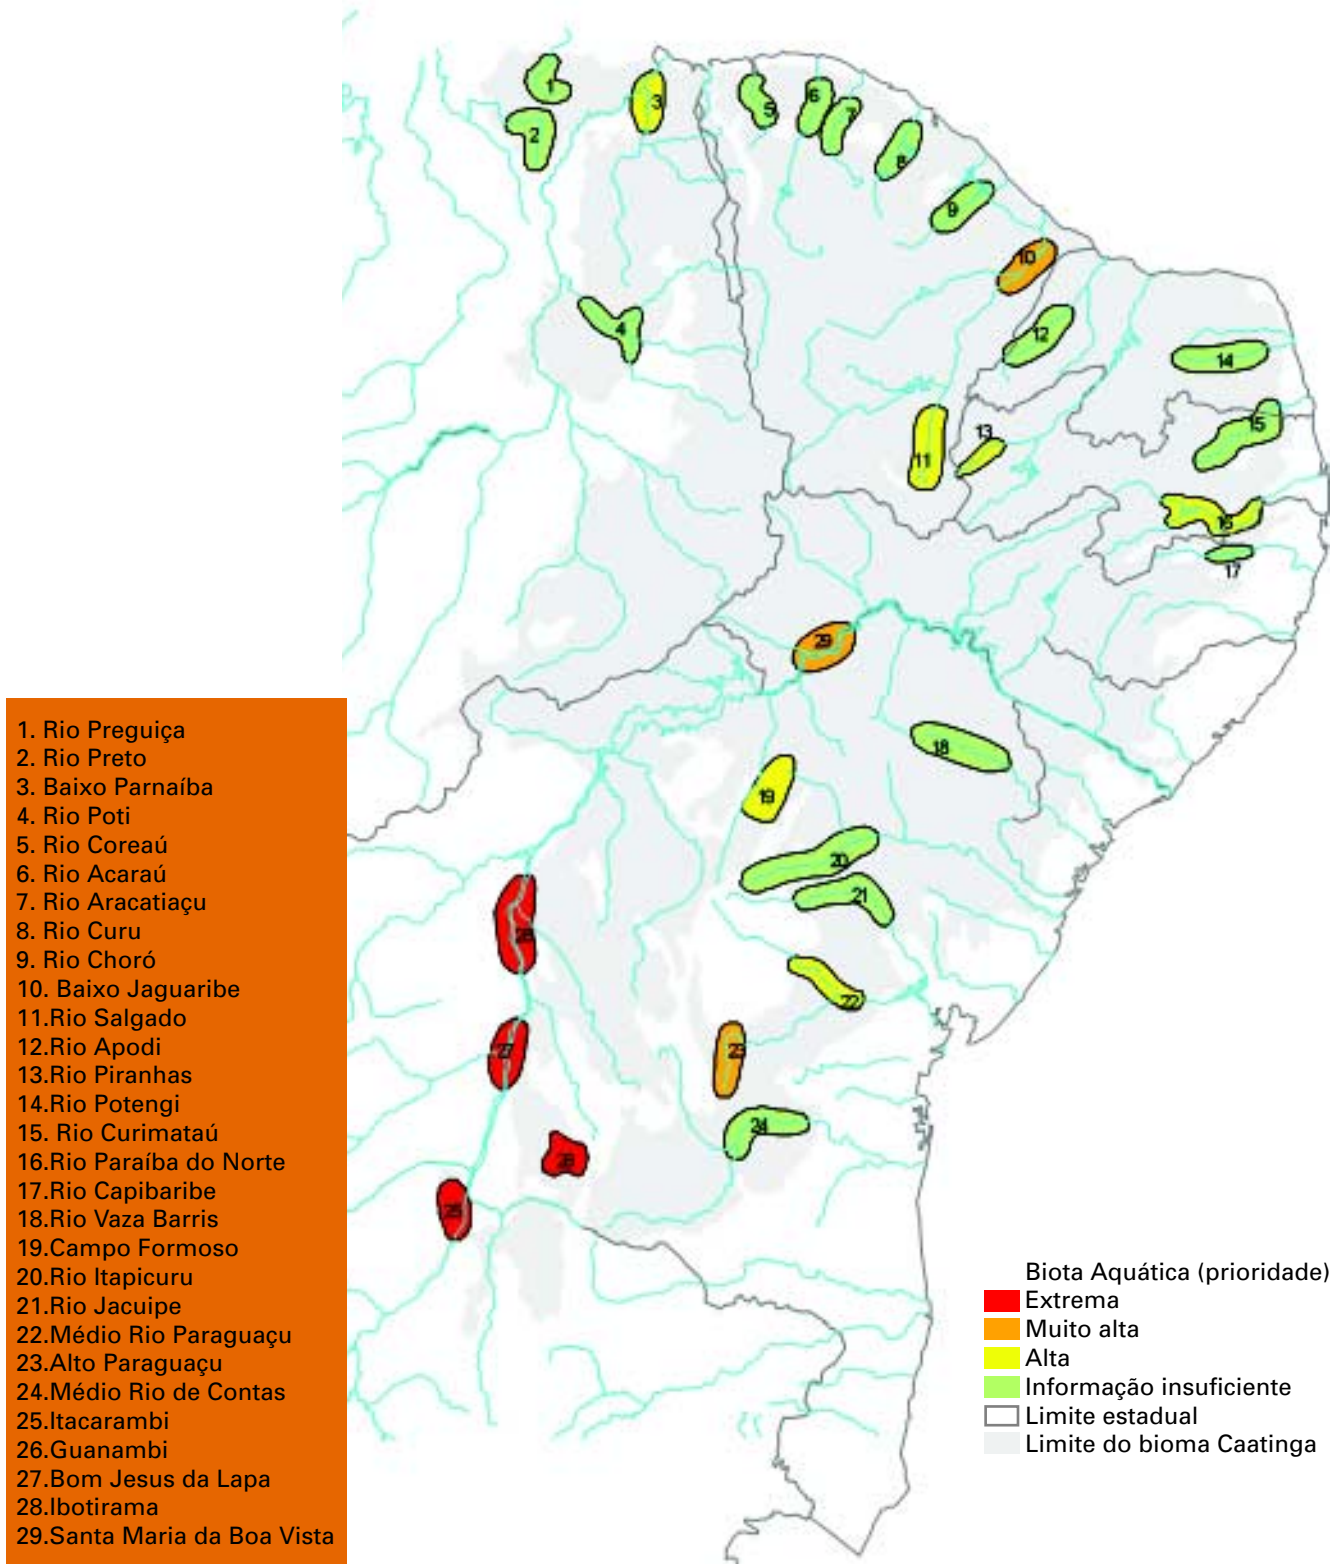 1
2
3
5
6
7
8
9
10
4
12
14
11
13
15
16
17
29
18
19
20
21
28
22
27
23
24
26
25
1. Rio Preguiça
2. Rio Preto
3. Baixo Parnaíba
4. Rio Poti
5. Rio Coreaú
6. Rio Acaraú
7. Rio Aracatiaçu
8. Rio Curu
9. Rio Choró
10. Baixo Jaguaribe
11.Rio Salgado
12.Rio Apodi
13.Rio Piranhas
14.Rio Potengi
15. Rio Curimataú
16.Rio Paraíba do Norte
17.Rio Capibaribe
18.Rio Vaza Barris
19.Campo Formoso
20.Rio Itapicuru
21.Rio Jacuipe
22.Médio Rio Paraguaçu
23.Alto Paraguaçu
24.Médio Rio de Contas
25.Itacarambi
26.Guanambi
27.Bom Jesus da Lapa
28.Ibotirama
29.Santa Maria da Boa Vista
Biota Aquática (prioridade)
Extrema
Muito alta
Alta
Informação insuficiente
Limite estadual
Limite do bioma Caatinga